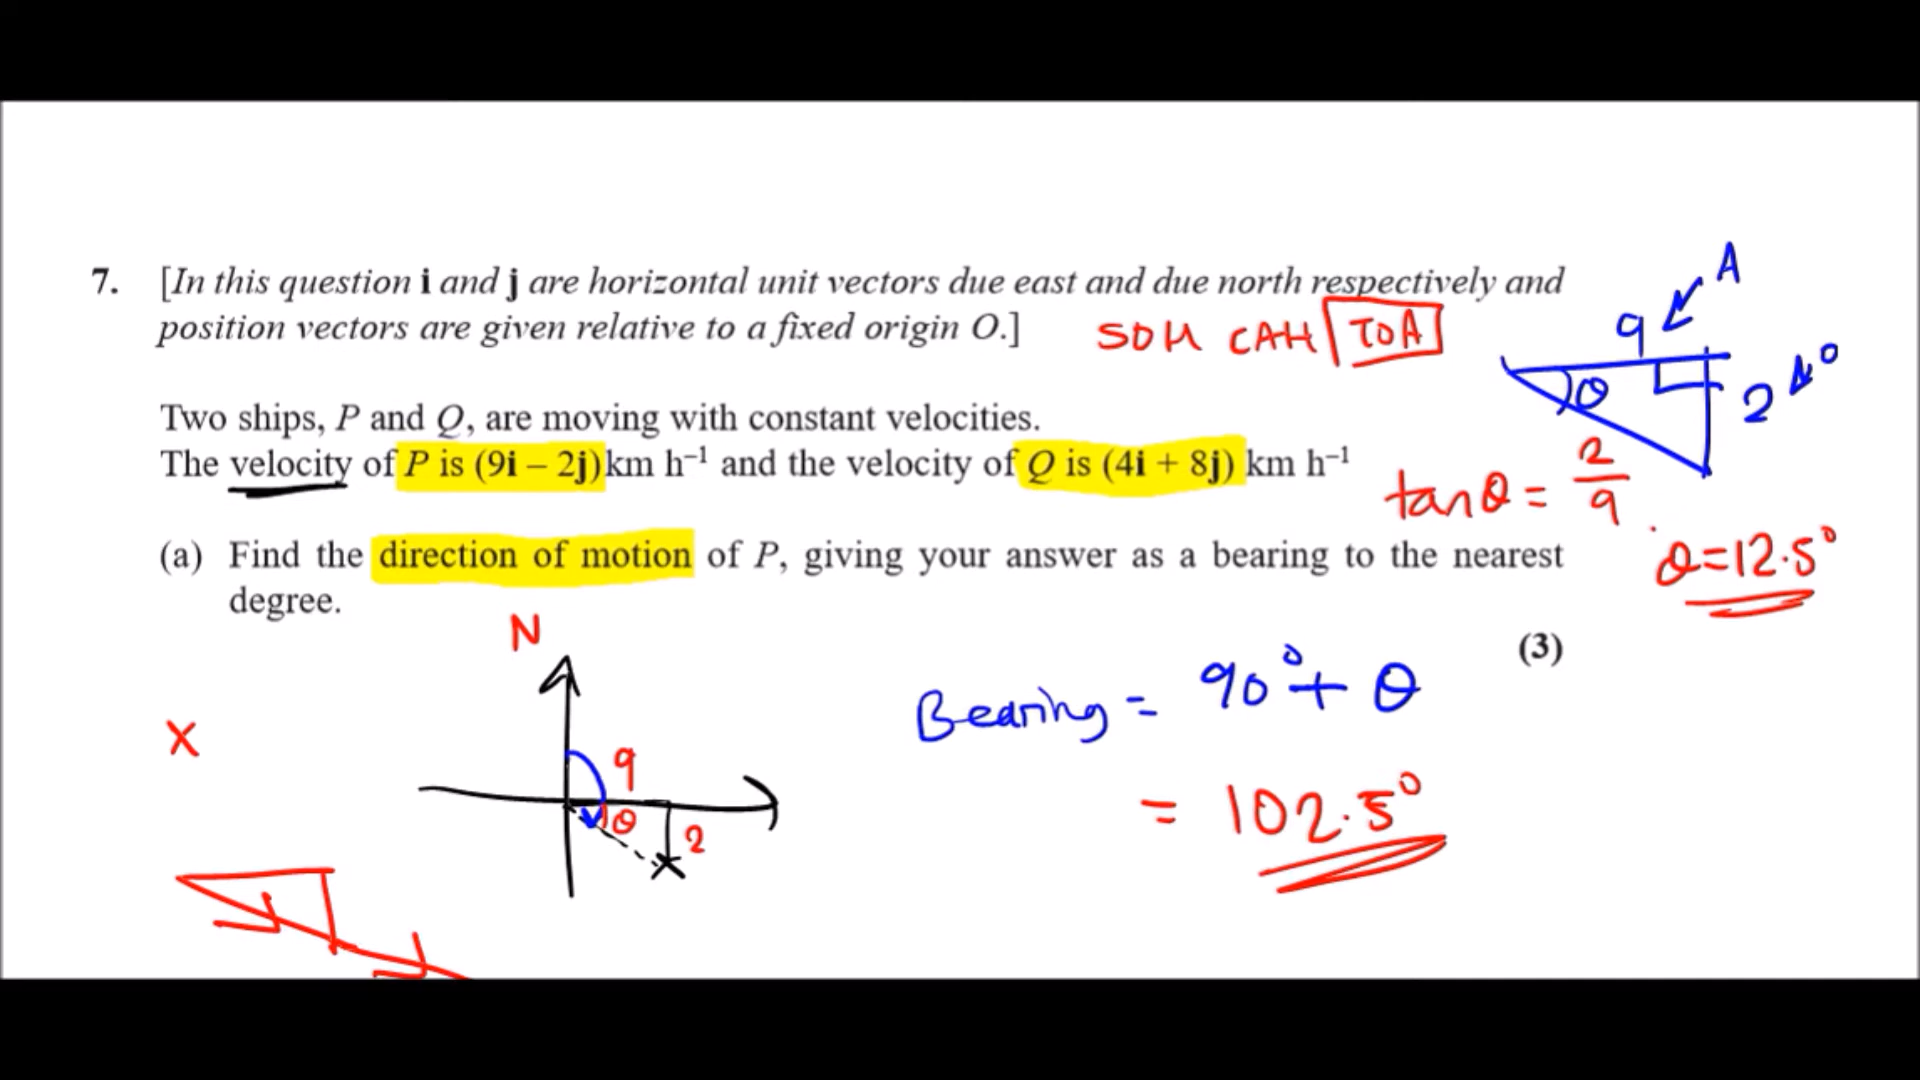 7. [In this question i and j are horizontal unit vectors due east and due north respectively and
position vectors are given relative to a fixed origin O.]
SOH CAH TOA
A
9
O
θ
2
Two ships, P and Q, are moving with constant velocities.
The velocity of P is (9i – 2j) km h⁻¹ and the velocity of Q is (4i + 8j) km h⁻¹
tanθ = 2/9
θ = 12.5°
(a) Find the direction of motion of P, giving your answer as a bearing to the nearest
degree.
(3)
N
X
9
θ
2
Bearing = 90° + θ
= 102.5°